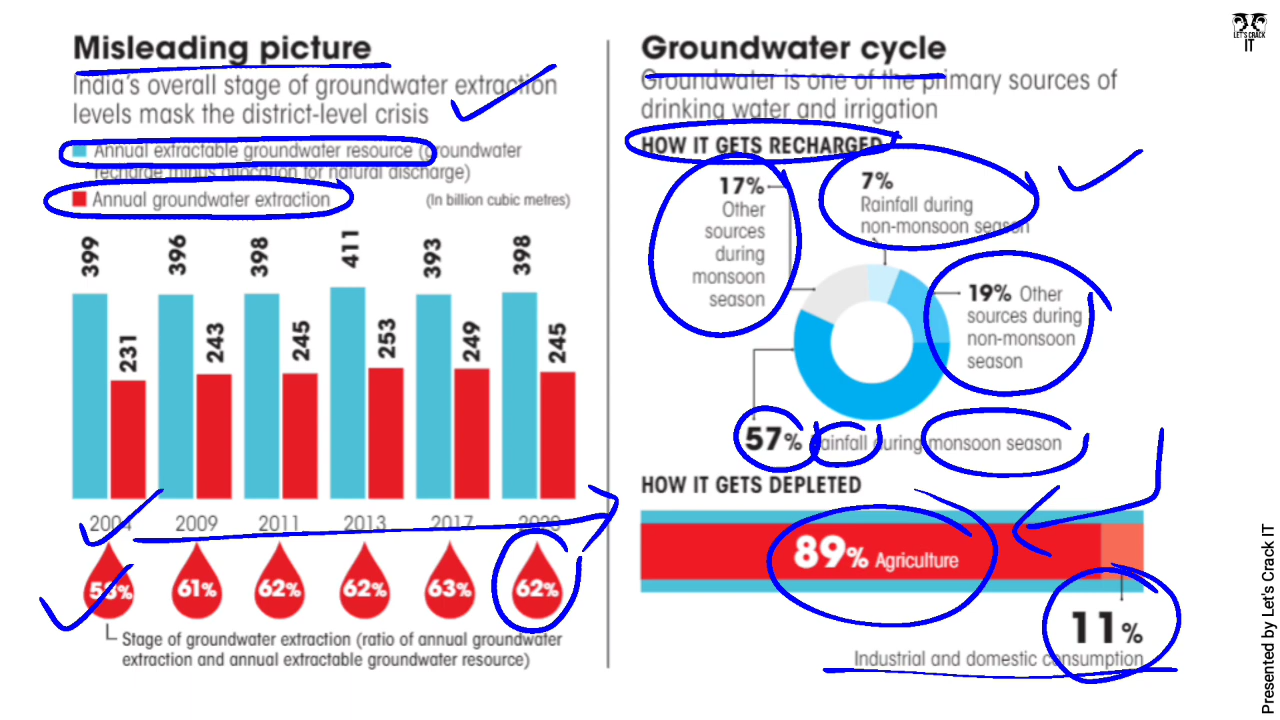 Misleading picture
India's overall stage of groundwater extraction
levels mask the district-level crisis
Annual extractable groundwater resource (groundwater
recharge minus allocation for natural discharge)
Annual groundwater extraction
(In billion cubic metres)
399 231 396 243 398 245 411 253 393 249 398 245
2004 2009 2011 2013 2017 2020
58% 61% 62% 62% 63% 62%
Stage of groundwater extraction (ratio of annual groundwater
extraction and annual extractable groundwater resource)
Groundwater cycle
Groundwater is one of the primary sources of
drinking water and irrigation
HOW IT GETS RECHARGED
17%
Other
sources
during
monsoon
season
7%
Rainfall during
non-monsoon season
19% Other
sources during
non-monsoon
season
57% Rainfall during monsoon season
HOW IT GETS DEPLETED
89% Agriculture
11%
Industrial and domestic consumption
LET'S CRACK
IT
Presented by Let's Crack IT